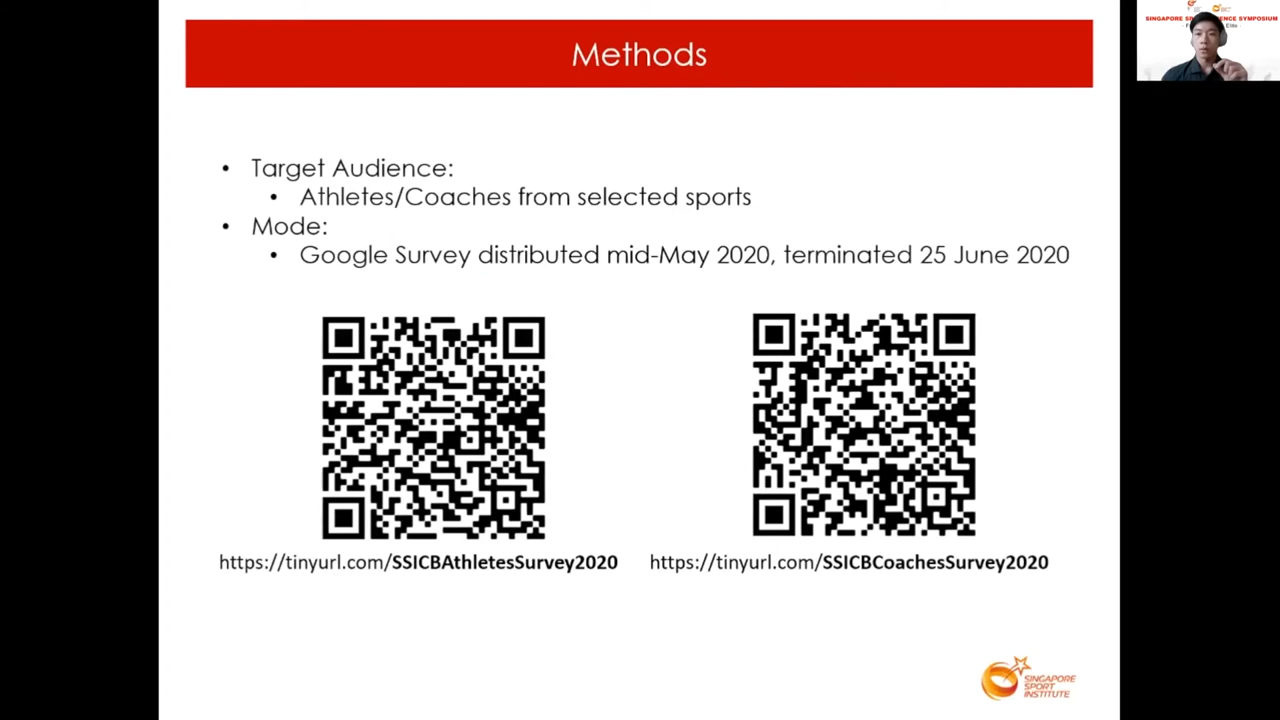 Methods
• Target Audience:
• Athletes/Coaches from selected sports
• Mode:
• Google Survey distributed mid-May 2020, terminated 25 June 2020
https://tinyurl.com/SSICBAthletesSurvey2020
https://tinyurl.com/SSICBCoachesSurvey2020
SINGAPORE
SPORT
INSTITUTE
SYMPOSIUM